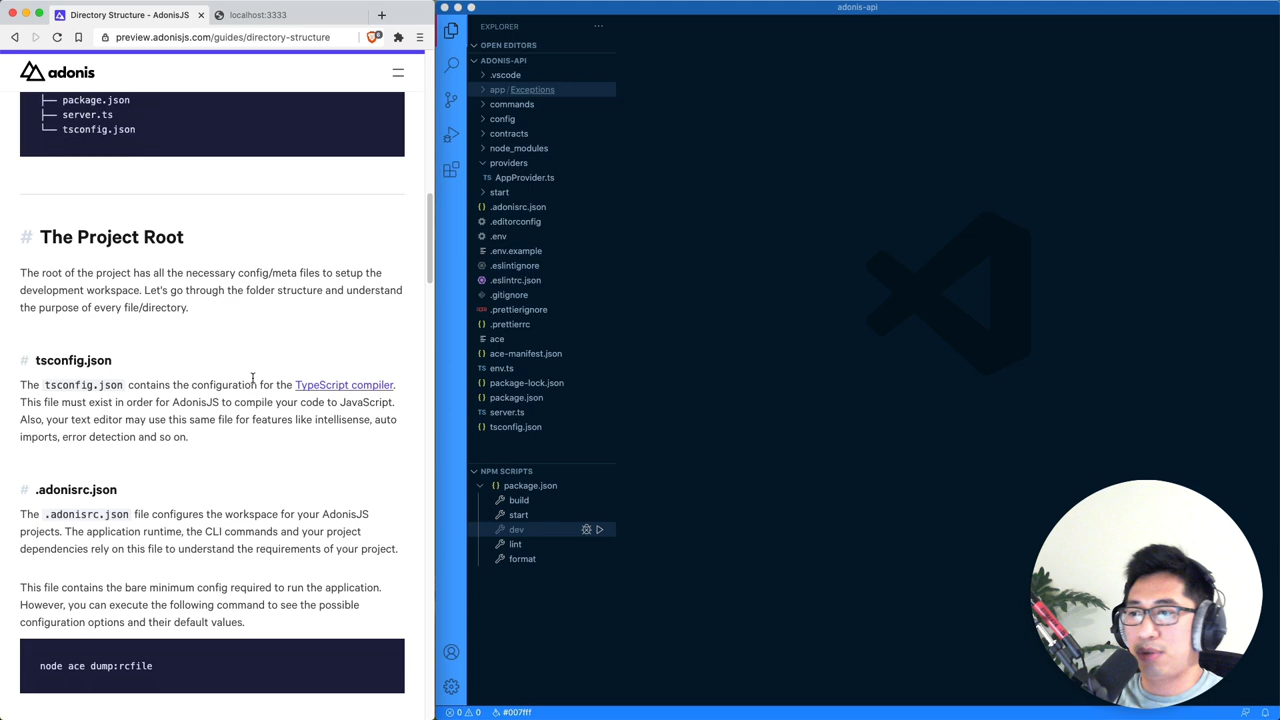 Directory Structure - AdonisJS
localhost:3333
preview.adonisjs.com/guides/directory-structure
adonis
├── package.json
├── server.ts
└── tsconfig.json
# The Project Root
The root of the project has all the necessary config/meta files to setup the
development workspace. Let's go through the folder structure and understand
the purpose of every file/directory.
# tsconfig.json
The tsconfig.json contains the configuration for the TypeScript compiler.
This file must exist in order for AdonisJS to compile your code to JavaScript.
Also, your text editor may use this same file for features like intellisense, auto
imports, error detection and so on.
# .adonisrc.json
The .adonisrc.json file configures the workspace for your AdonisJS
projects. The application runtime, the CLI commands and your project
dependencies rely on this file to understand the requirements of your project.
This file contains the bare minimum config required to run the application.
However, you can execute the following command to see the possible
configuration options and their default values.
node ace dump:rcfile
adonis-api
EXPLORER
OPEN EDITORS
ADONIS-API
.vscode
app / Exceptions
commands
config
contracts
node_modules
providers
TS AppProvider.ts
start
{} .adonisrc.json
.editorconfig
.env
.env.example
.eslintignore
.eslintrc.json
.gitignore
.prettierignore
{} .prettierrc
ace
{} ace-manifest.json
TS env.ts
{} package-lock.json
{} package.json
TS server.ts
{} tsconfig.json
NPM SCRIPTS
{} package.json
build
start
dev
lint
format
0 0 #007fff